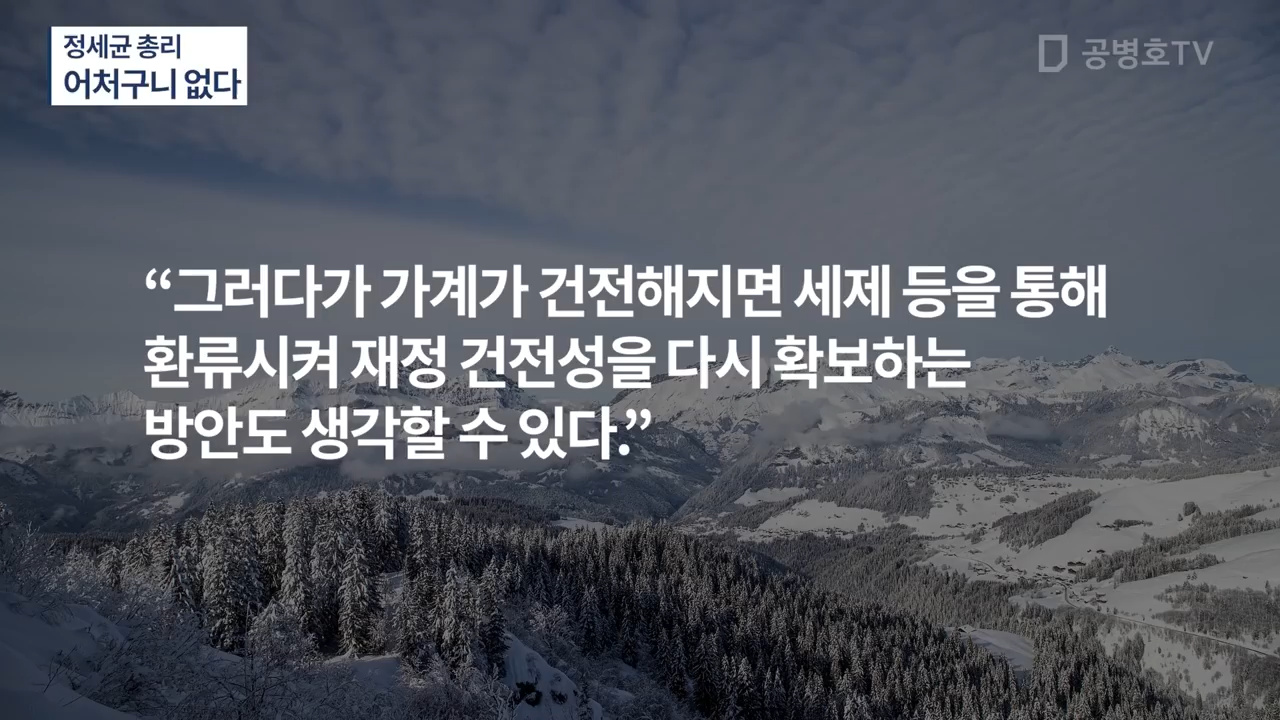 정세균 총리
어처구니 없다
공병호TV
“그러다가 가계가 건전해지면 세제 등을 통해
환류시켜 재정 건전성을 다시 확보하는
방안도 생각할 수 있다.”